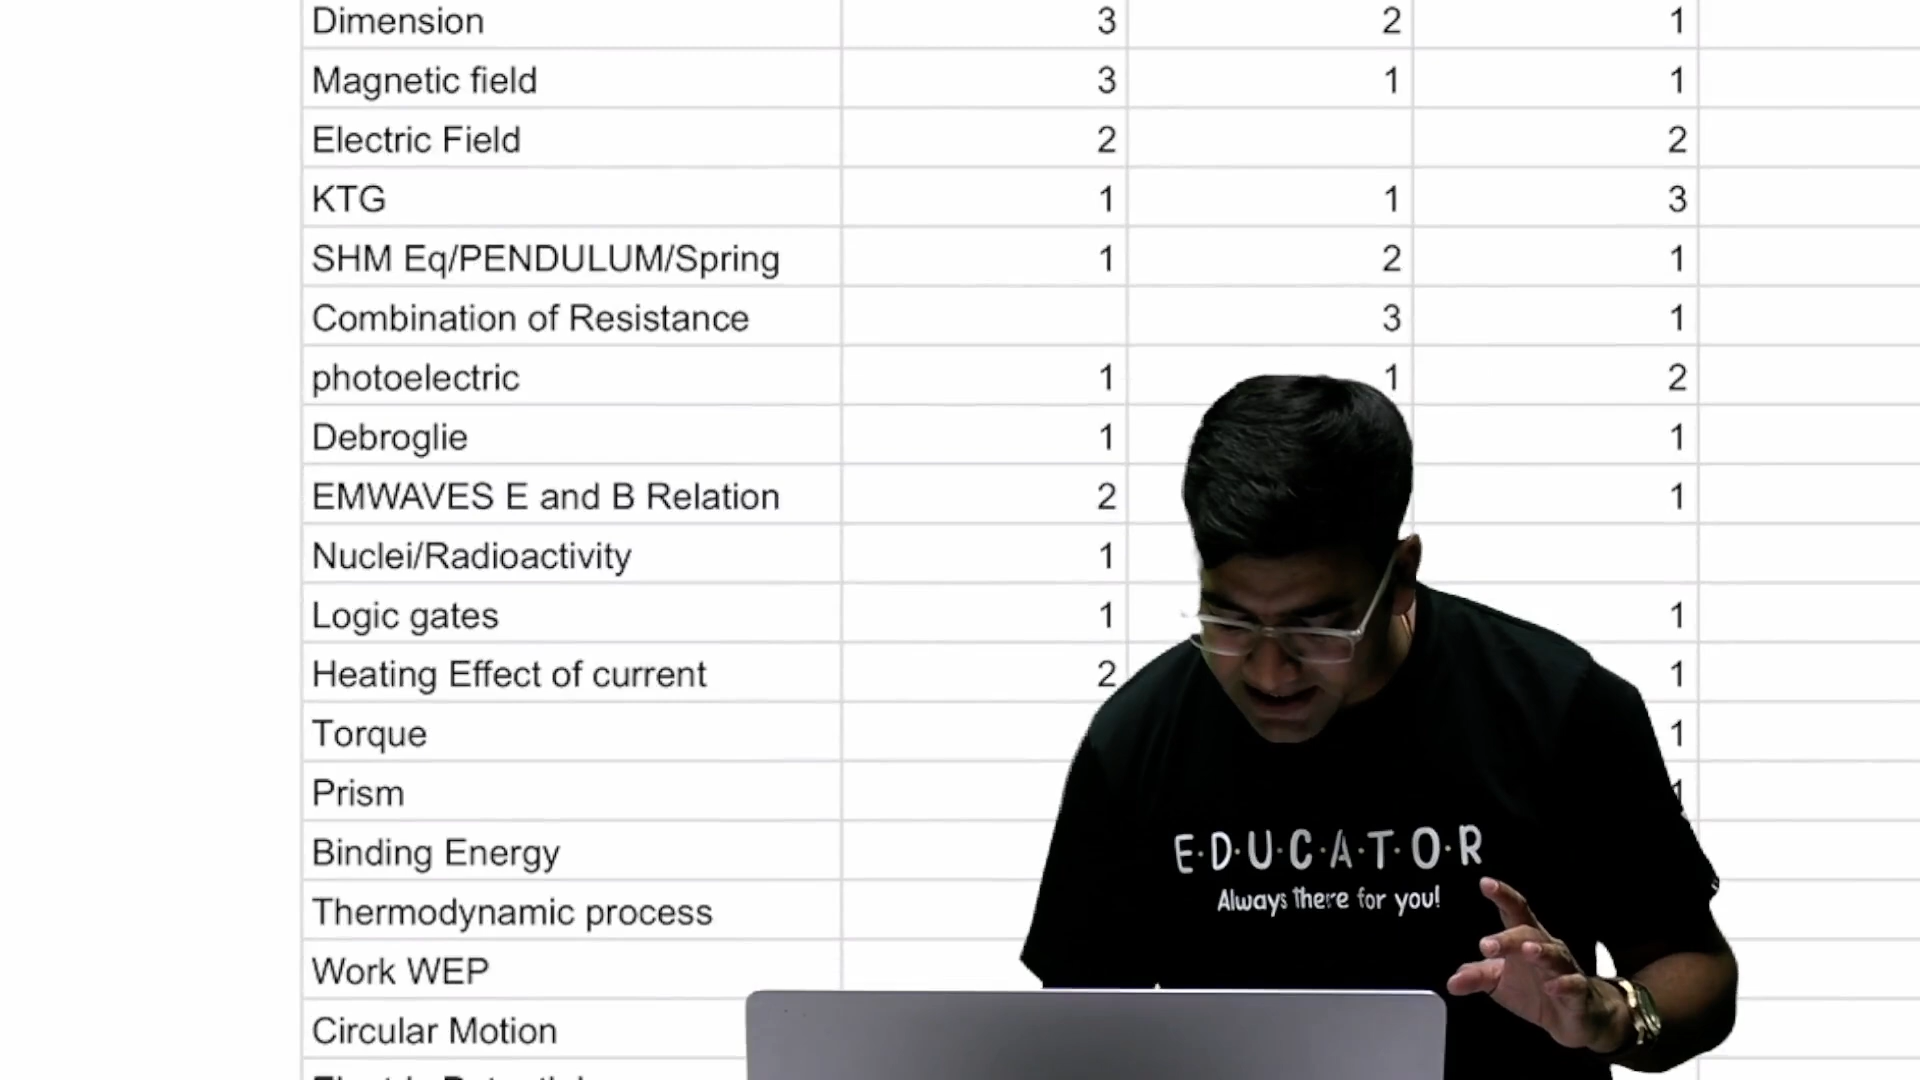 Dimension 3 2 1
Magnetic field 3 1 1
Electric Field 2 2
KTG 1 1 3
SHM Eq/PENDULUM/Spring 1 2 1
Combination of Resistance 3 1
photoelectric 1 1 2
Debroglie 1 1
EMWAVES E and B Relation 2 1
Nuclei/Radioactivity 1
Logic gates 1 1
Heating Effect of current 2 1
Torque 1
Prism 1
Binding Energy
Thermodynamic process
Work WEP
Circular Motion
E·D·U·C·A·T·O·R
Always there for you!